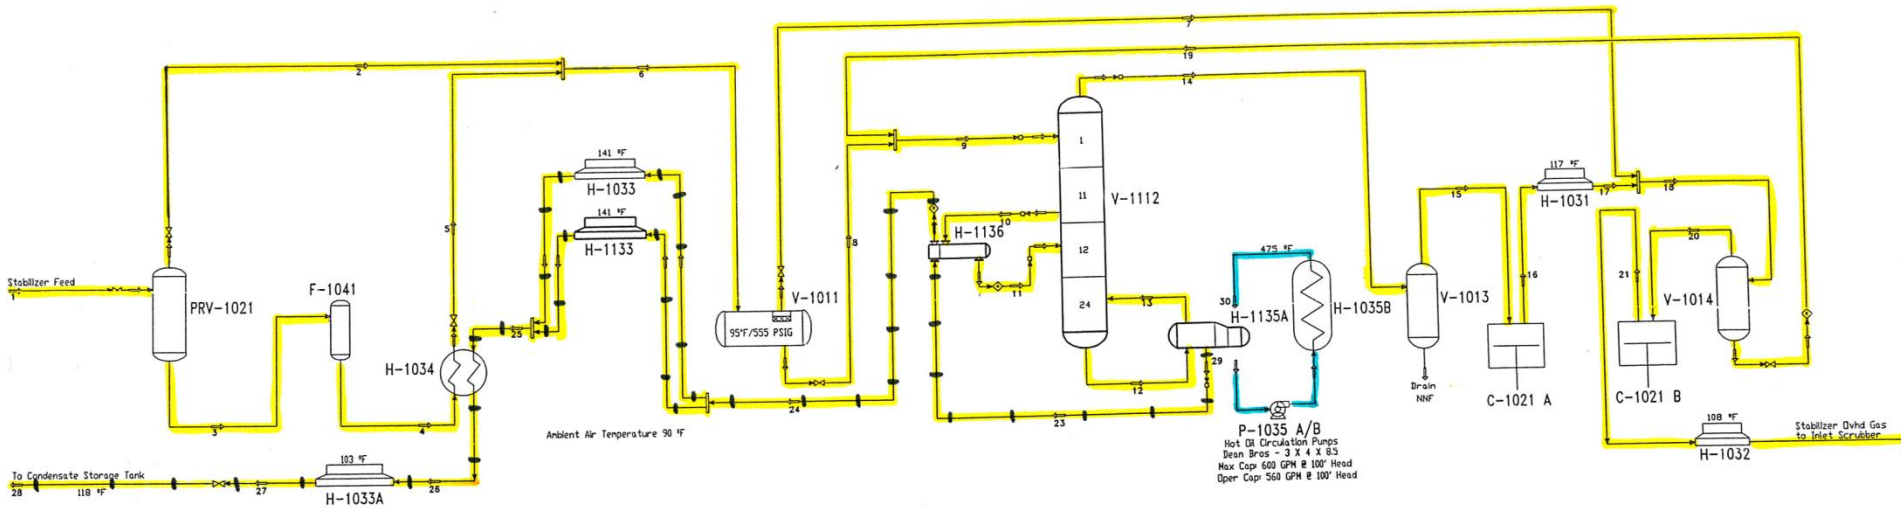 7
2
6
19
14
9
1
141 °F
H-1033
11
V-1112
10
H-1136
141 °F
H-1133
117 °F
H-1031
15
17
18
5
8
12
475 °F
Stabilizer Feed
1
PRV-1021
F-1041
V-1011
95°F/555 PSIG
11
24
13
30
H-1135A
H-1035B
V-1013
16
21
20
V-1014
25
H-1034
29
12
Drain
NNF
C-1021 A
C-1021 B
3
4
24
23
Ambient Air Temperature 90 °F
P-1035 A/B
Hot Oil Circulation Pumps
Dean Bros - 3 X 4 X 8.5
Max Cap: 600 GPM @ 100' Head
Oper Cap: 560 GPM @ 100' Head
108 °F
H-1032
Stabilizer Ovhd Gas
to Inlet Scrubber
To Condensate Storage Tank
28
118 °F
27
103 °F
H-1033A
26